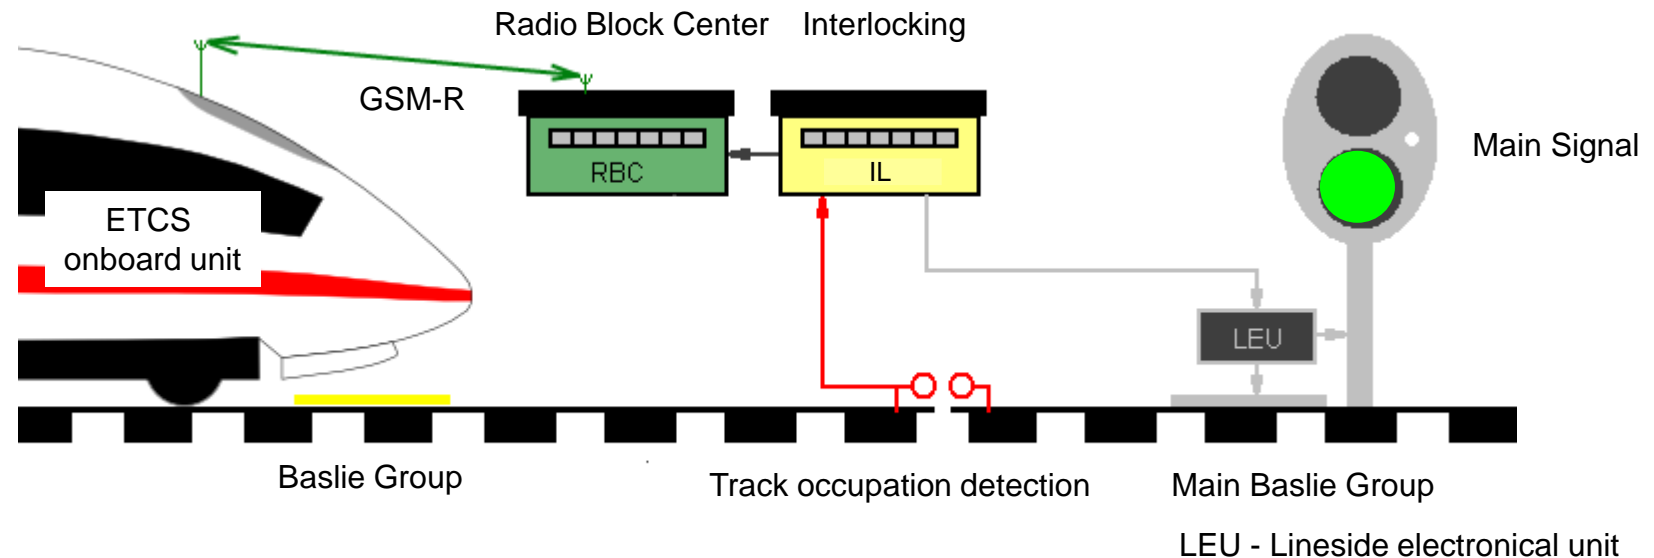 Radio Block Center
Interlocking
GSM-R
Main Signal
RBC
IL
ETCS
onboard unit
LEU
Baslie Group
Track occupation detection
Main Baslie Group
LEU - Lineside electronical unit